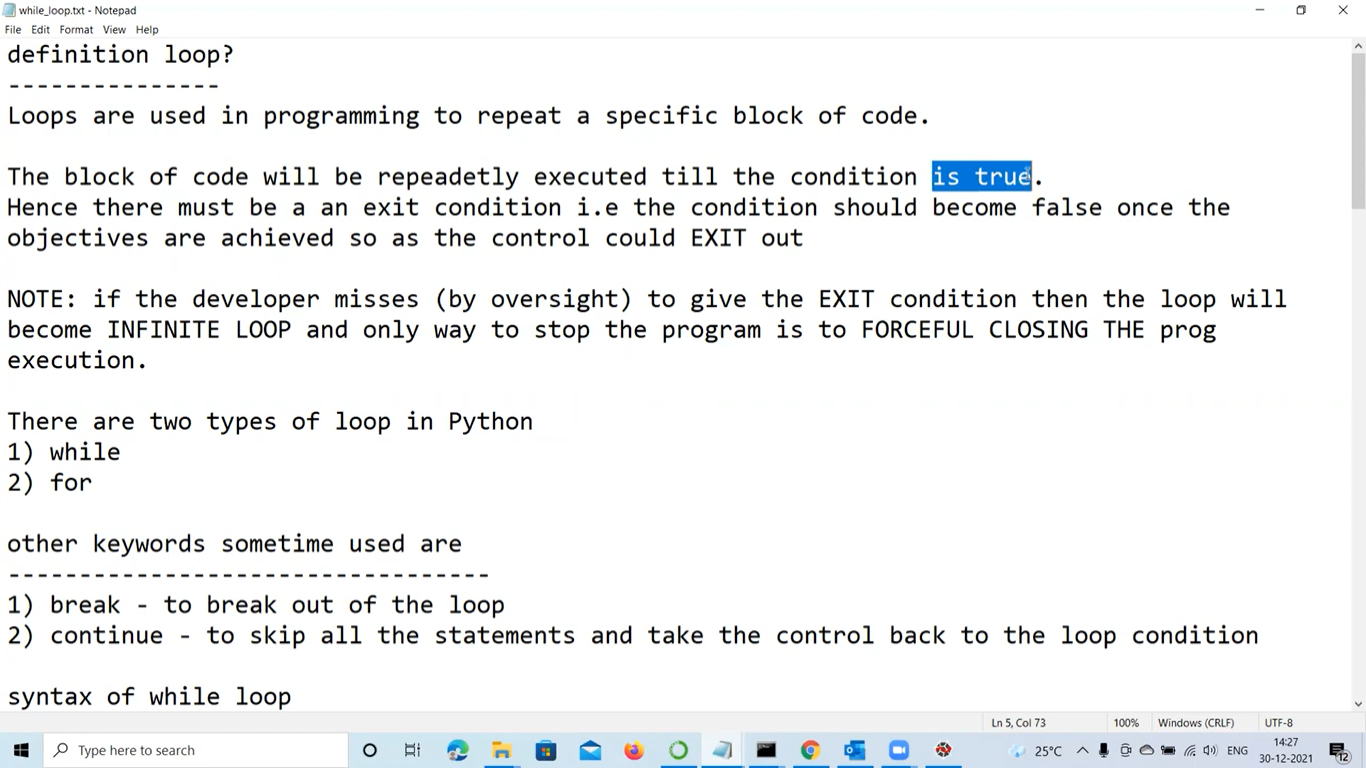 while_loop.txt - Notepad
File Edit Format View Help
definition loop?
---------------
Loops are used in programming to repeat a specific block of code.
The block of code will be repeadetly executed till the condition is true.
Hence there must be a an exit condition i.e the condition should become false once the
objectives are achieved so as the control could EXIT out
NOTE: if the developer misses (by oversight) to give the EXIT condition then the loop will
become INFINITE LOOP and only way to stop the program is to FORCEFUL CLOSING THE prog
execution.
There are two types of loop in Python
1) while
2) for
other keywords sometime used are
----------------------------------
1) break - to break out of the loop
2) continue - to skip all the statements and take the control back to the loop condition
syntax of while loop
Ln 5, Col 73 100% Windows (CRLF) UTF-8
Type here to search 25°C ENG 14:27
30-12-2021 12